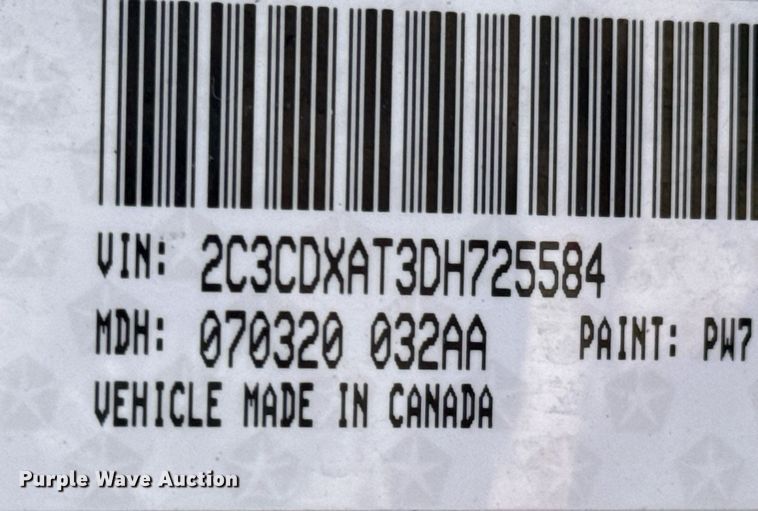 VIN: 2C3CDXAT3DH725584
MDH: 070320 032AA PAINT: PW7
VEHICLE MADE IN CANADA
Purple Wave Auction